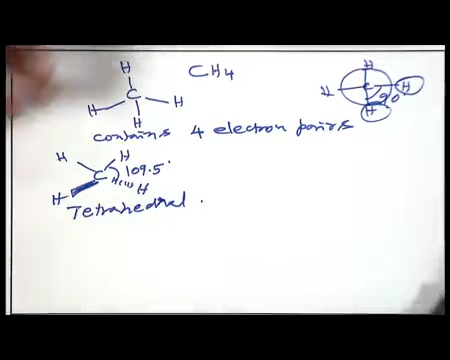 H
CH4
C
H H
H
contains 4 electron pairs
H
H C H
H 90
H H
109.5°
C
H H
Tetrahedral .